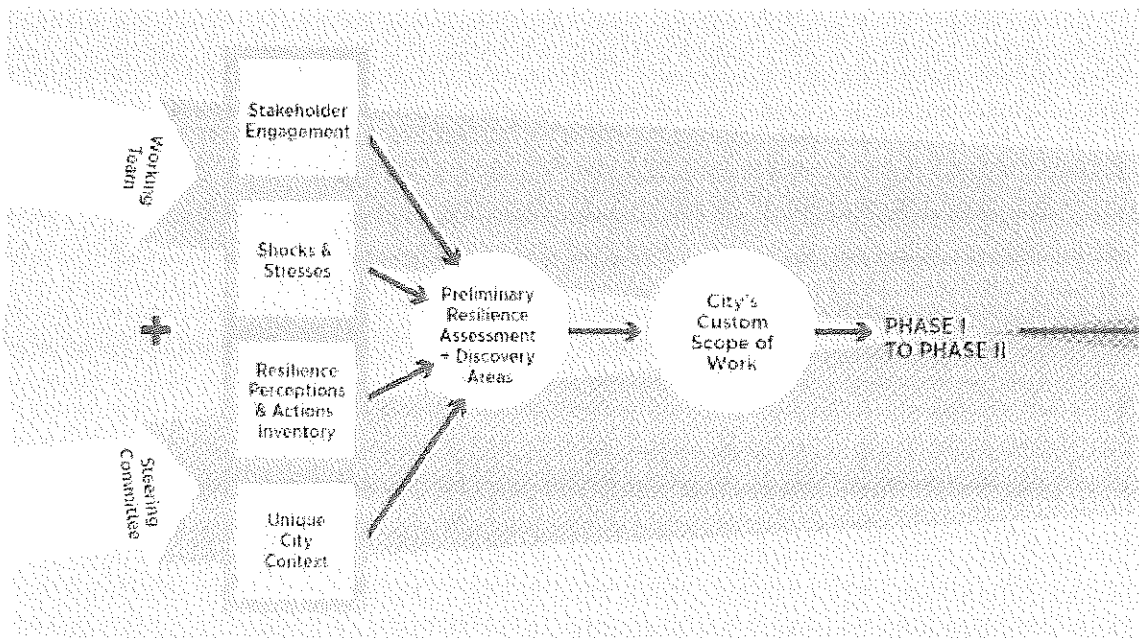 Working
Team
+
Steering
Committee
Stakeholder
Engagement
Shocks &
Stresses
Resilience
Perceptions
& Actions
Inventory
Unique
City
Context
Preliminary
Resilience
Assessment
+ Discovery
Areas
City's
Custom
Scope of
Work
PHASE I
TO PHASE II